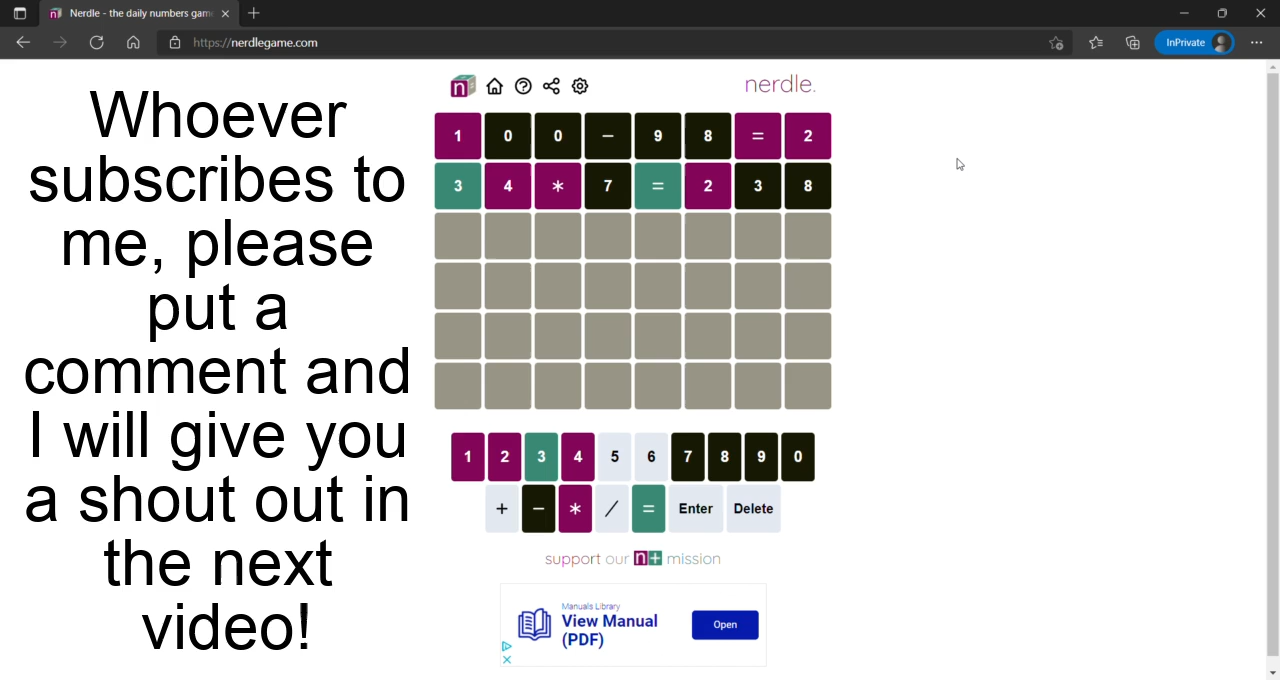 Nerdle - the daily numbers gam
https://nerdlegame.com
InPrivate
Whoever
subscribes to
me, please
put a
comment and
I will give you
a shout out in
the next
video!
n
nerdle.
1 0 0 − 9 8 = 2
3 4 * 7 = 2 3 8
1 2 3 4 5 6 7 8 9 0
+ − * / = Enter Delete
support our n+ mission
Manuals Library
View Manual
(PDF)
Open